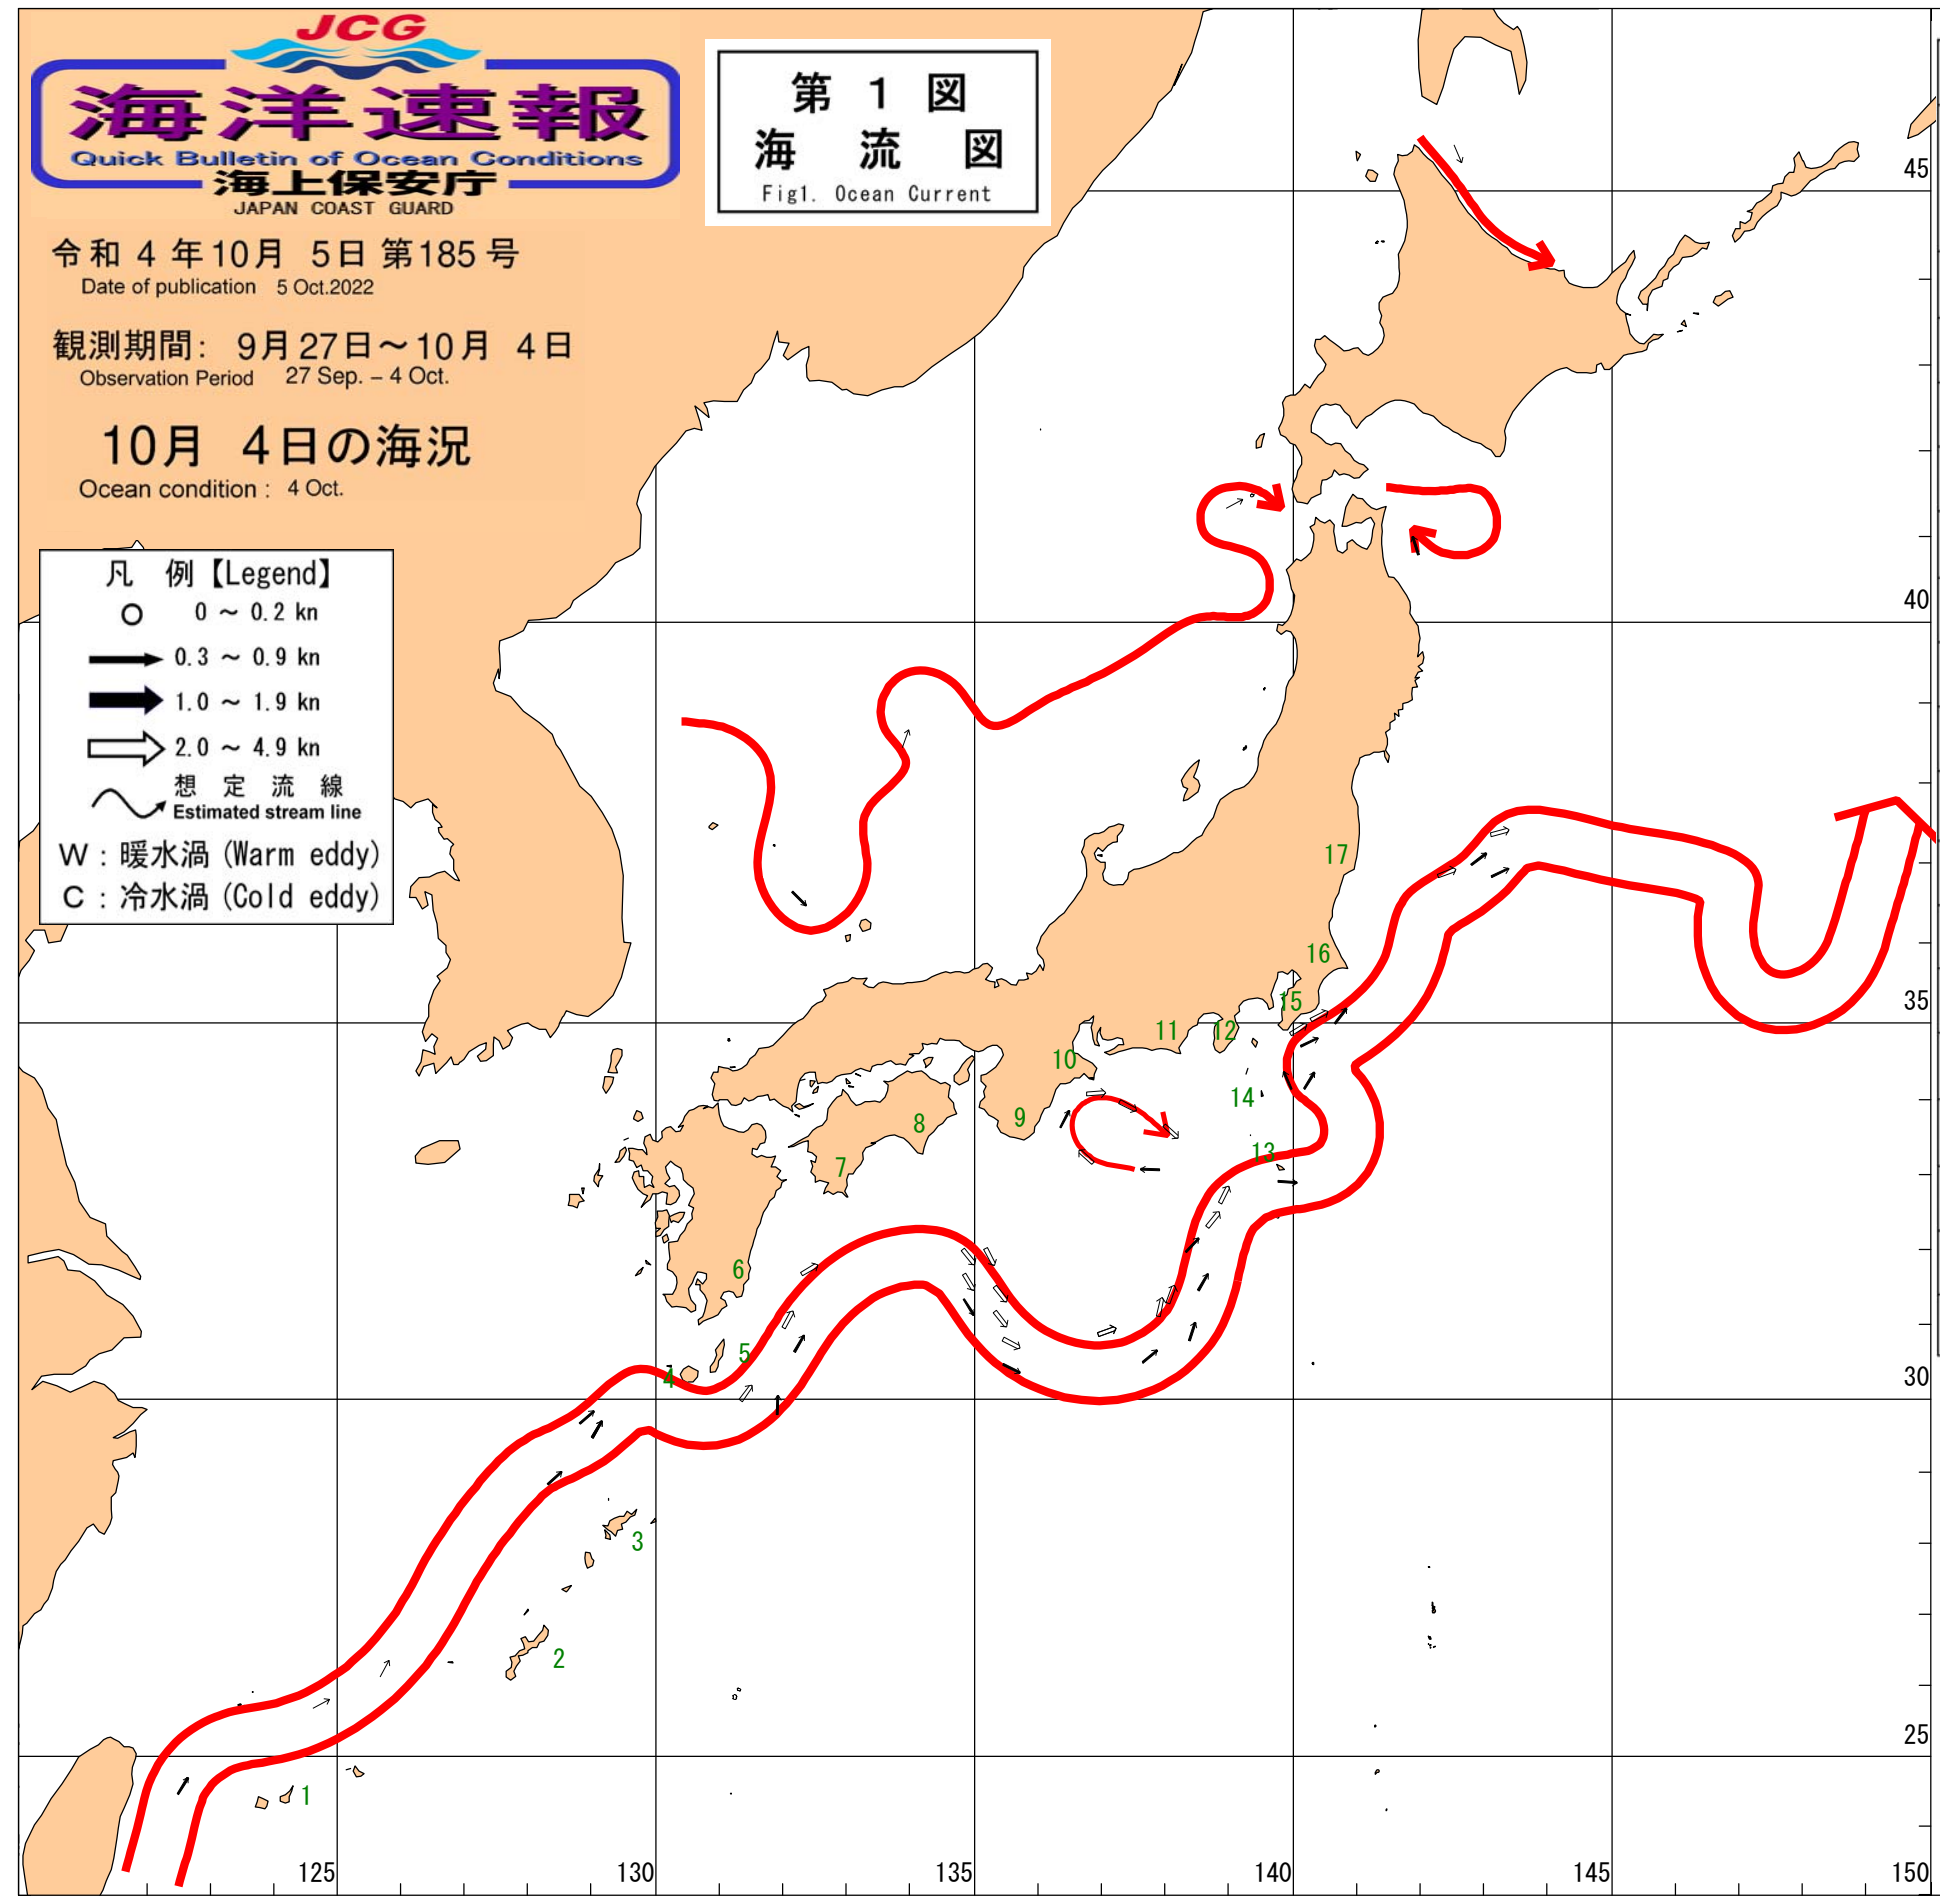 JCG
海洋速報
Quick Bulletin of Ocean Conditions
海上保安庁
JAPAN COAST GUARD
第 1 図
海 流 図
Fig1. Ocean Current
令和 4 年10月 5日 第185号
Date of publication 5 Oct.2022
観測期間: 9月27日～10月 4日
Observation Period 27 Sep. – 4 Oct.
10月 4日の海況
Ocean condition : 4 Oct.
凡 例【Legend】
0 ～ 0.2 kn
0.3 ～ 0.9 kn
1.0 ～ 1.9 kn
2.0 ～ 4.9 kn
想 定 流 線
Estimated stream line
W : 暖水渦 (Warm eddy)
C : 冷水渦 (Cold eddy)
45
40
17
16
35
15
12
11
10
14
9
8
13
7
6
5
4
30
3
2
25
1
125
130
135
140
145
150